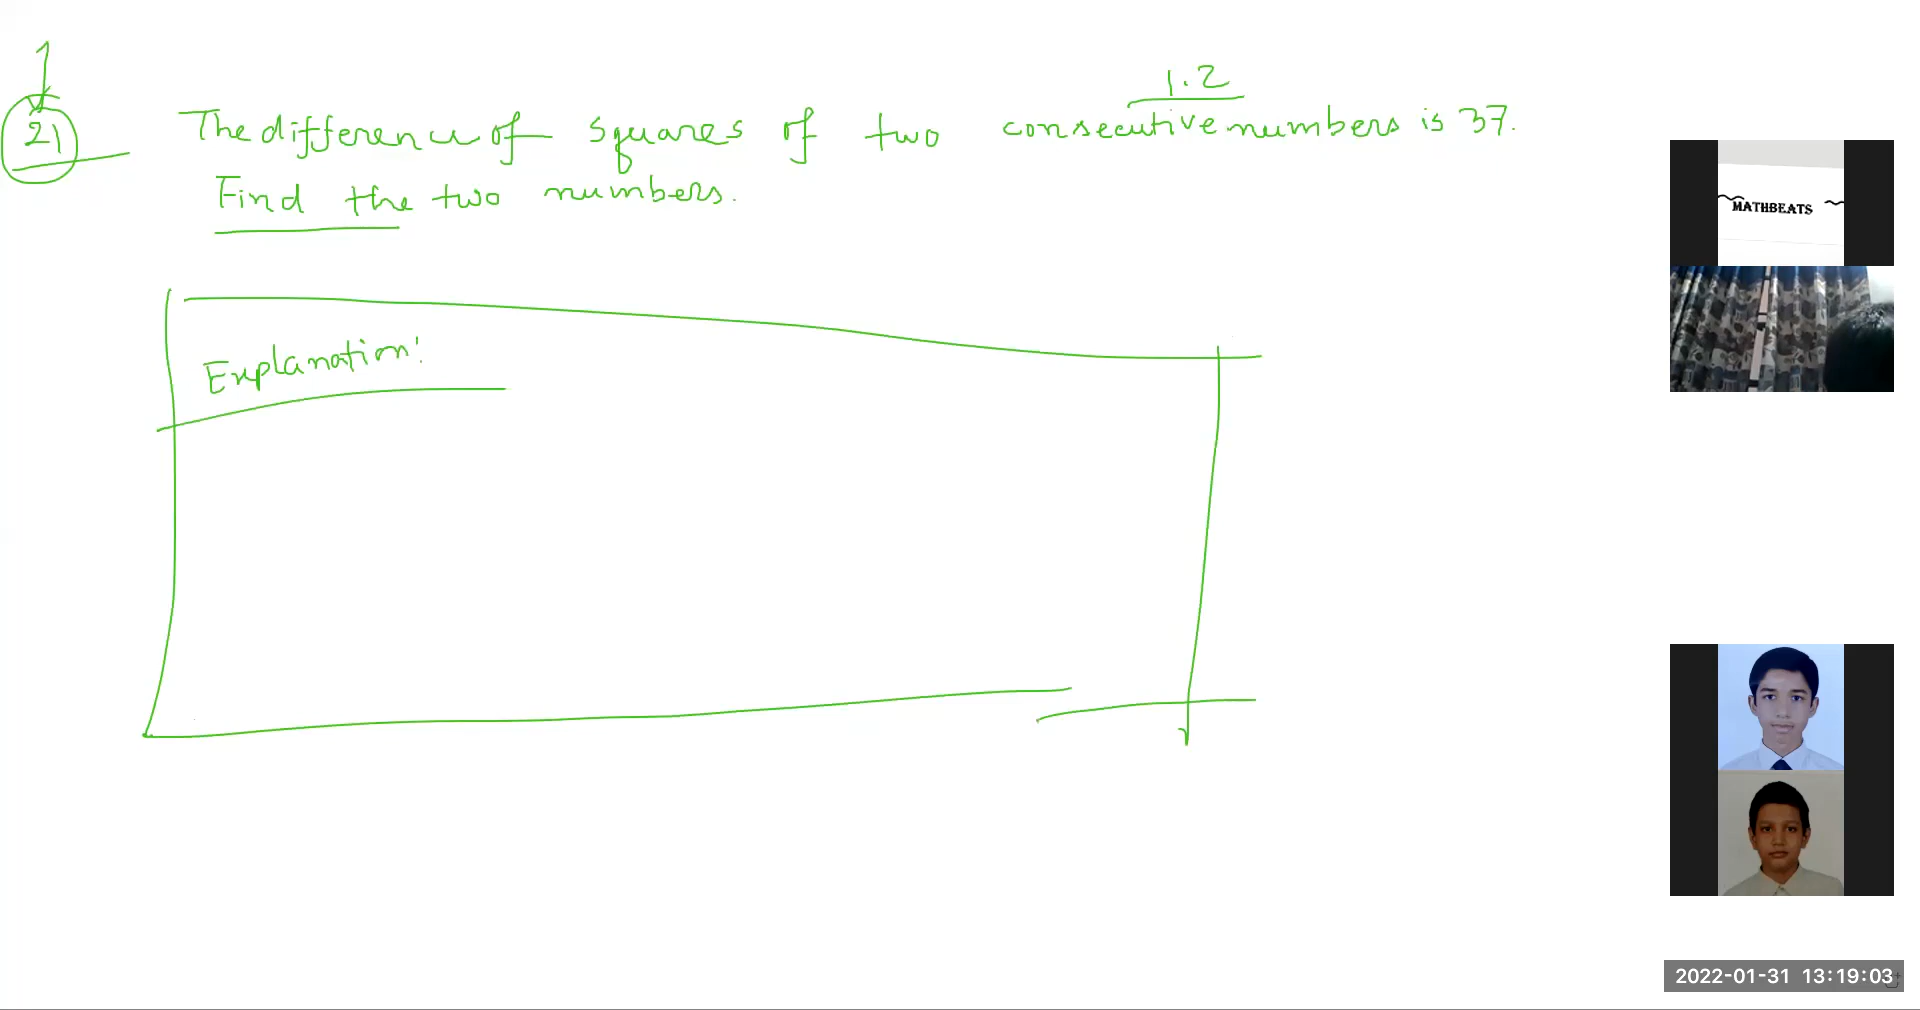 1.2
21 The difference of squares of two consecutive numbers is 37.
Find the two numbers.
Explanation:
MATHBEATS
2022-01-31 13:19:03